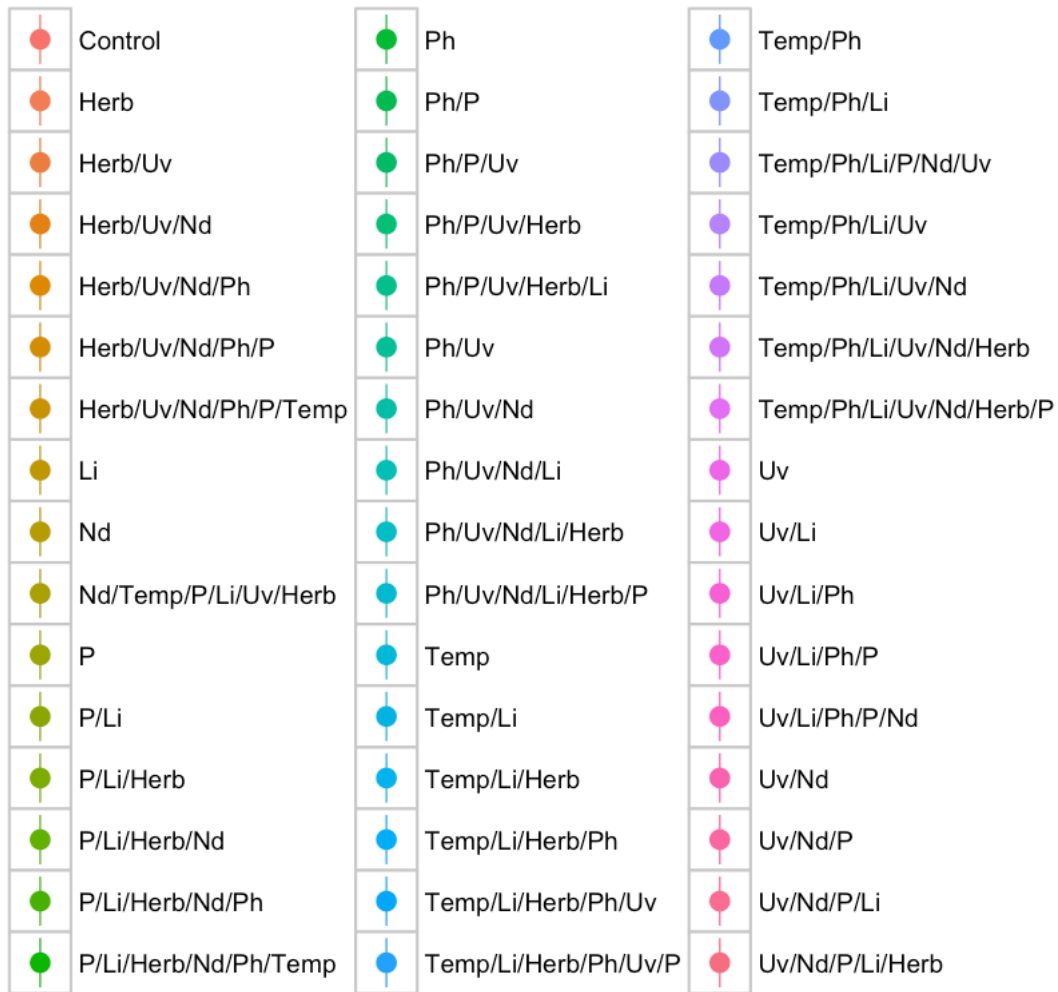 Control
Herb
Herb/Uv
Herb/Uv/Nd
Herb/Uv/Nd/Ph
Herb/Uv/Nd/Ph/P
Herb/Uv/Nd/Ph/P/Temp
Li
Nd
Nd/Temp/P/Li/Uv/Herb
P
P/Li
P/Li/Herb
P/Li/Herb/Nd
P/Li/Herb/Nd/Ph
P/Li/Herb/Nd/Ph/Temp
Ph
Ph/P
Ph/P/Uv
Ph/P/Uv/Herb
Ph/P/Uv/Herb/Li
Ph/Uv
Ph/Uv/Nd
Ph/Uv/Nd/Li
Ph/Uv/Nd/Li/Herb
Ph/Uv/Nd/Li/Herb/P
Temp
Temp/Li
Temp/Li/Herb
Temp/Li/Herb/Ph
Temp/Li/Herb/Ph/Uv
Temp/Li/Herb/Ph/Uv/P
Temp/Ph
Temp/Ph/Li
Temp/Ph/Li/P/Nd/Uv
Temp/Ph/Li/Uv
Temp/Ph/Li/Uv/Nd
Temp/Ph/Li/Uv/Nd/Herb
Temp/Ph/Li/Uv/Nd/Herb/P
Uv
Uv/Li
Uv/Li/Ph
Uv/Li/Ph/P
Uv/Li/Ph/P/Nd
Uv/Nd
Uv/Nd/P
Uv/Nd/P/Li
Uv/Nd/P/Li/Herb